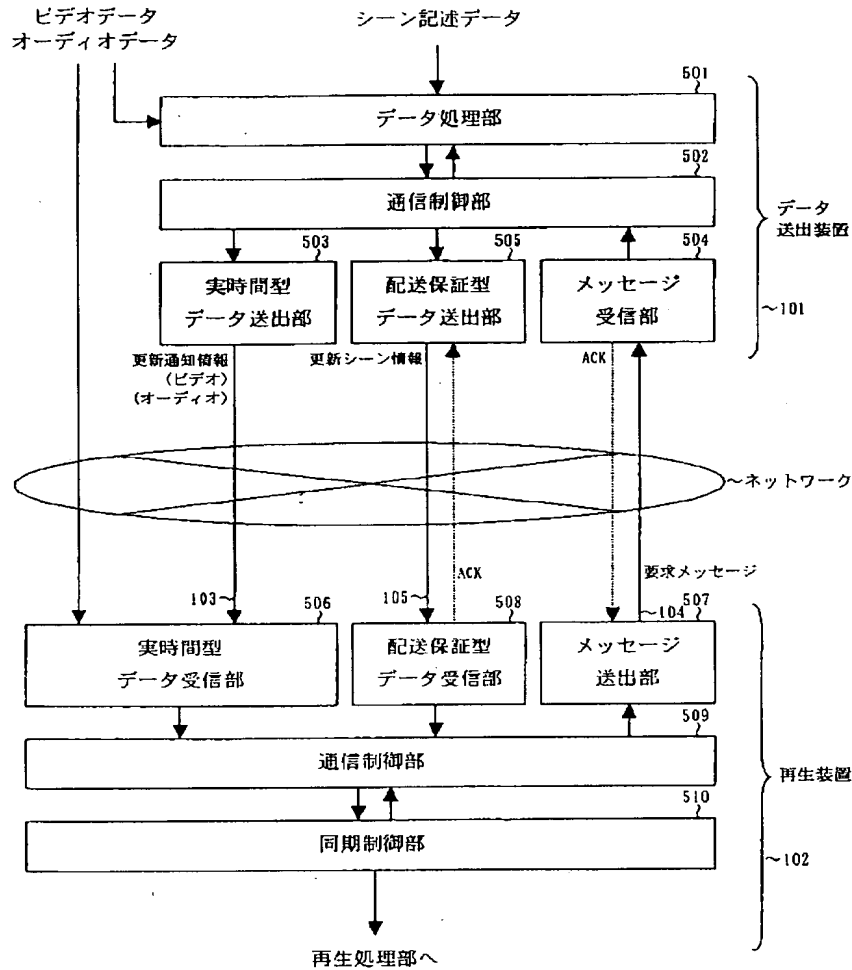 ビデオデータ
オーディオデータ
シーン記述データ
501
データ処理部
502
通信制御部
503
実時間型
データ送出部
505
配送保証型
データ送出部
504
メッセージ
受信部
データ
送出装置
~101
更新通知情報
(ビデオ)
(オーディオ)
更新シーン情報
ACK
~ネットワーク
103
105
ACK
要求メッセージ
104
506
実時間型
データ受信部
508
配送保証型
データ受信部
507
メッセージ
送出部
509
通信制御部
510
同期制御部
再生装置
~102
再生処理部へ